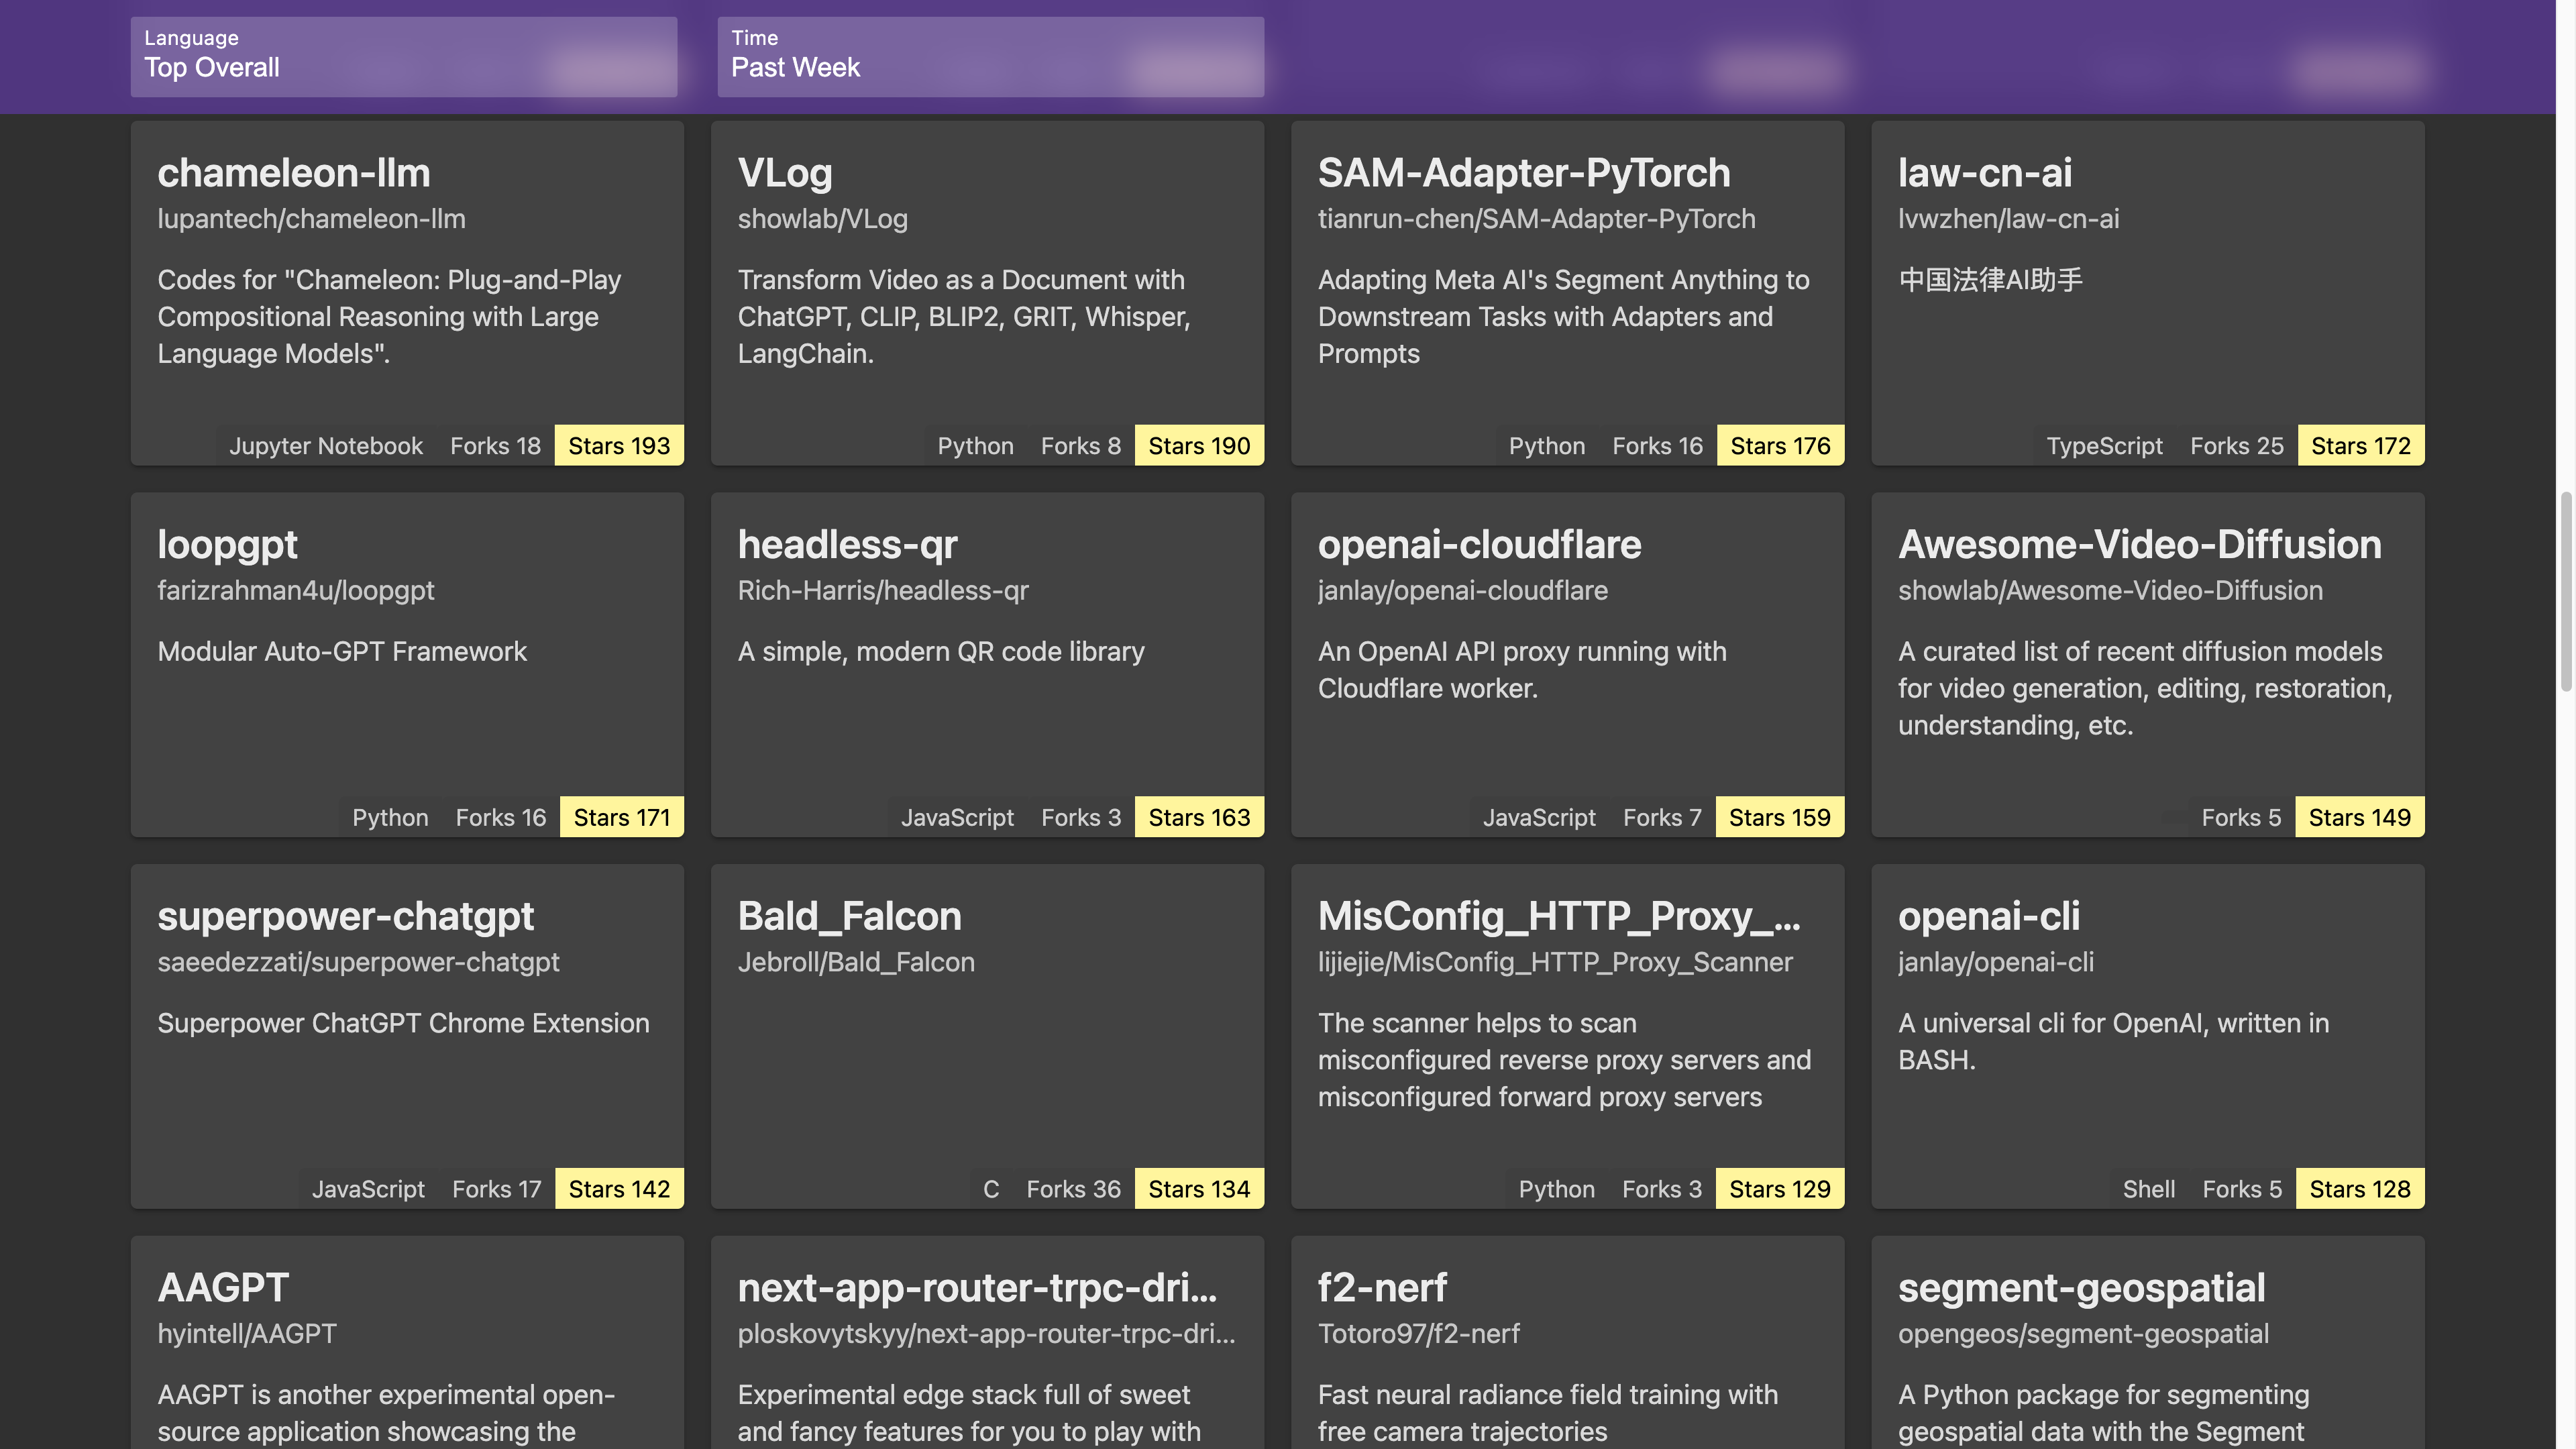 Language
Top Overall
Time
Past Week
chameleon-llm
lupantech/chameleon-llm
Codes for "Chameleon: Plug-and-Play
Compositional Reasoning with Large
Language Models".
Jupyter Notebook Forks 18 Stars 193
VLog
showlab/VLog
Transform Video as a Document with
ChatGPT, CLIP, BLIP2, GRIT, Whisper,
LangChain.
Python Forks 8 Stars 190
SAM-Adapter-PyTorch
tianrun-chen/SAM-Adapter-PyTorch
Adapting Meta AI's Segment Anything to
Downstream Tasks with Adapters and
Prompts
Python Forks 16 Stars 176
law-cn-ai
lvwzhen/law-cn-ai
中国法律AI助手
TypeScript Forks 25 Stars 172
loopgpt
farizrahman4u/loopgpt
Modular Auto-GPT Framework
Python Forks 16 Stars 171
headless-qr
Rich-Harris/headless-qr
A simple, modern QR code library
JavaScript Forks 3 Stars 163
openai-cloudflare
janlay/openai-cloudflare
An OpenAI API proxy running with
Cloudflare worker.
JavaScript Forks 7 Stars 159
Awesome-Video-Diffusion
showlab/Awesome-Video-Diffusion
A curated list of recent diffusion models
for video generation, editing, restoration,
understanding, etc.
Forks 5 Stars 149
superpower-chatgpt
saeedezzati/superpower-chatgpt
Superpower ChatGPT Chrome Extension
JavaScript Forks 17 Stars 142
Bald_Falcon
Jebroll/Bald_Falcon
C Forks 36 Stars 134
MisConfig_HTTP_Proxy_...
lijiejie/MisConfig_HTTP_Proxy_Scanner
The scanner helps to scan
misconfigured reverse proxy servers and
misconfigured forward proxy servers
Python Forks 3 Stars 129
openai-cli
janlay/openai-cli
A universal cli for OpenAI, written in
BASH.
Shell Forks 5 Stars 128
AAGPT
hyintell/AAGPT
AAGPT is another experimental open-
source application showcasing the
next-app-router-trpc-dri...
ploskovytskyy/next-app-router-trpc-dri...
Experimental edge stack full of sweet
and fancy features for you to play with
f2-nerf
Totoro97/f2-nerf
Fast neural radiance field training with
free camera trajectories
segment-geospatial
opengeos/segment-geospatial
A Python package for segmenting
geospatial data with the Segment